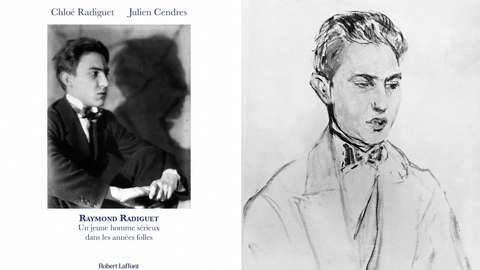 Chloé Radiguet Julien Cendres
RAYMOND RADIGUET
Un jeune homme sérieux
dans les années folles
Robert Laffont